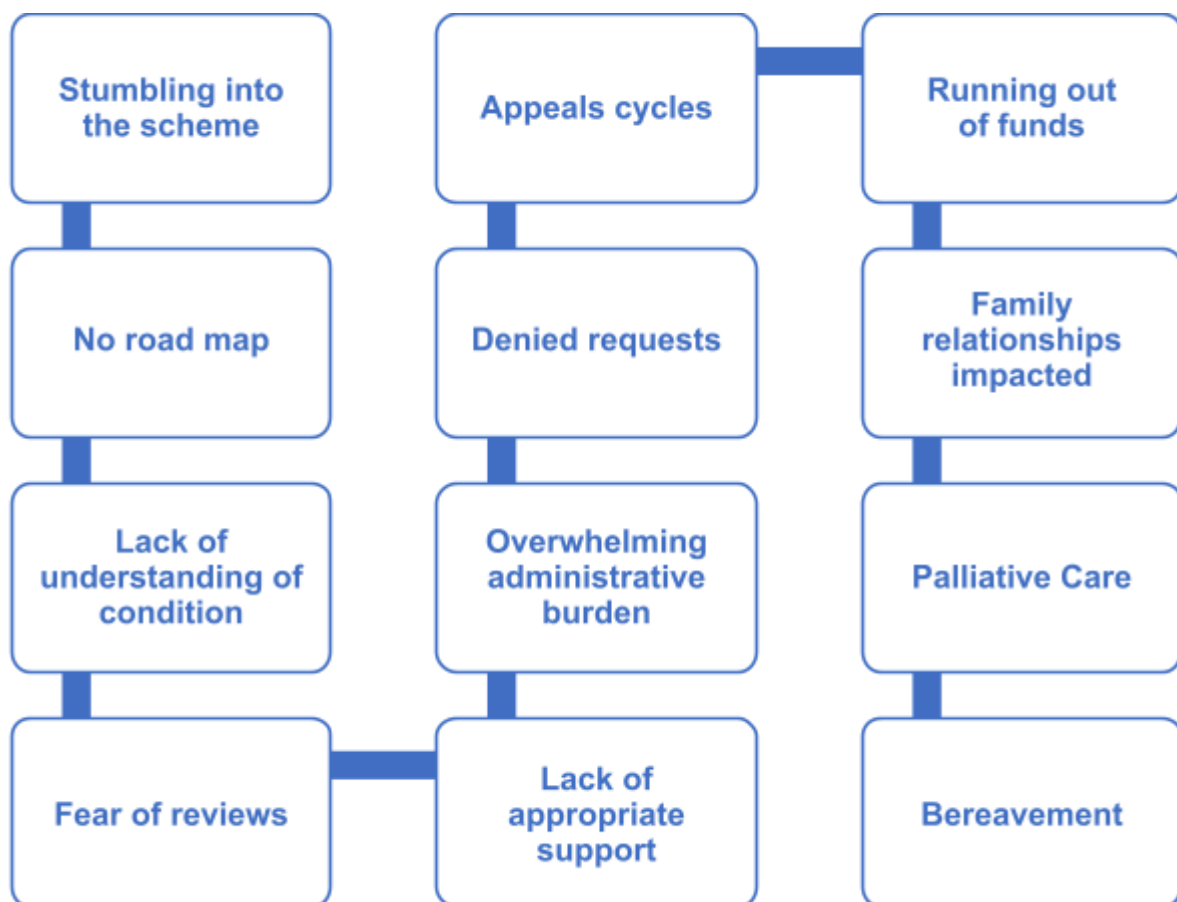 Stumbling into
the scheme
No road map
Lack of
understanding of
condition
Fear of reviews
Lack of
appropriate
support
Overwhelming
administrative
burden
Denied requests
Appeals cycles
Running out
of funds
Family
relationships
impacted
Palliative Care
Bereavement